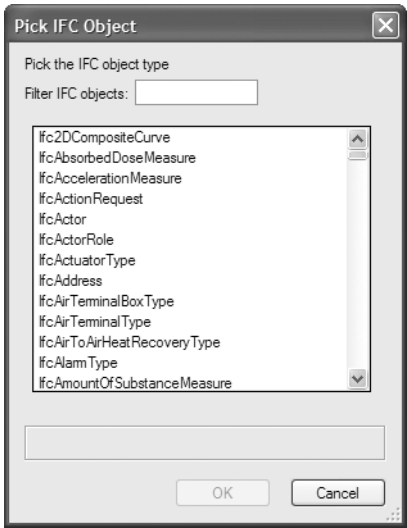 Pick IFC Object
Pick the IFC object type
Filter IFC objects:
Ifc2DCompositeCurve
IfcAbsorbedDoseMeasure
IfcAccelerationMeasure
IfcActionRequest
IfcActor
IfcActorRole
IfcActuatorType
IfcAddress
IfcAirTerminalBoxType
IfcAirTerminalType
IfcAirToAirHeatRecoveryType
IfcAlarmType
IfcAmountOfSubstanceMeasure
OK Cancel